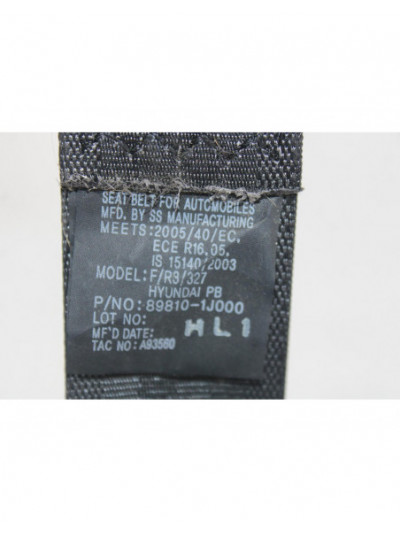 SEAT BELT FOR AUTOMOBILES
MFD. BY SS MANUFACTURING
MEETS:2005/40/EC,
ECE R16.05,
IS 15140/2003
MODEL: F/R3/327
HYUNDAI PB
P/NO: 89810-1J000
LOT NO: HL1
MF'D DATE:
TAC NO: A93560